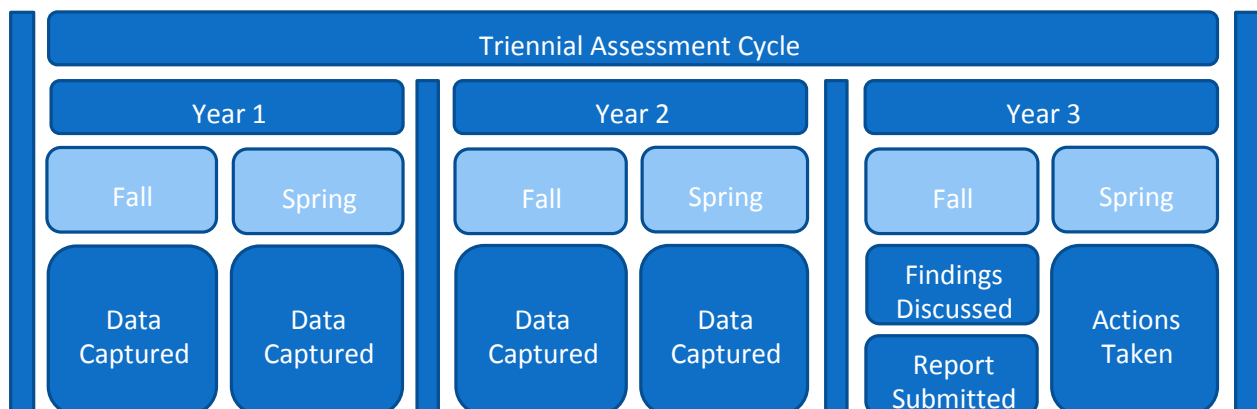 Triennial Assessment Cycle
Year 1
Year 2
Year 3
Fall
Spring
Fall
Spring
Fall
Spring
Data
Captured
Data
Captured
Data
Captured
Data
Captured
Findings
Discussed
Report
Submitted
Actions
Taken